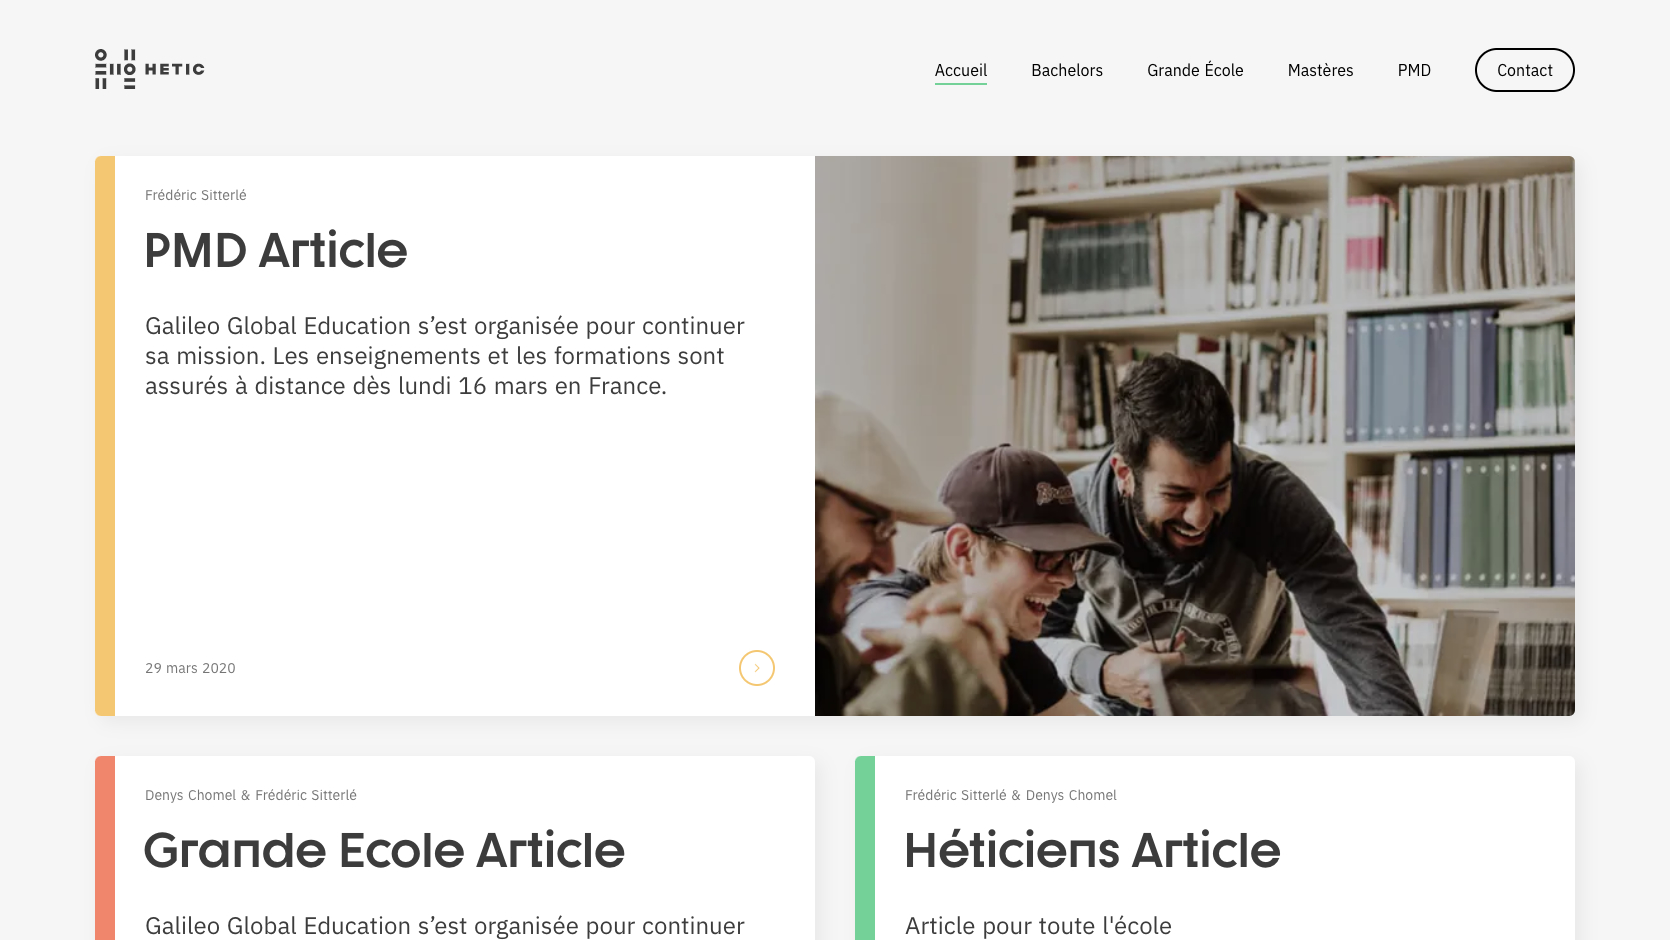 HETIC
Accueil
Bachelors
Grande École
Mastères
PMD
Contact
Frédéric Sitterlé
PMD Article
Galileo Global Education s’est organisée pour continuer
sa mission. Les enseignements et les formations sont
assurés à distance dès lundi 16 mars en France.
29 mars 2020
Denys Chomel & Frédéric Sitterlé
Grande Ecole Article
Galileo Global Education s’est organisée pour continuer
Frédéric Sitterlé & Denys Chomel
Héticiens Article
Article pour toute l'école